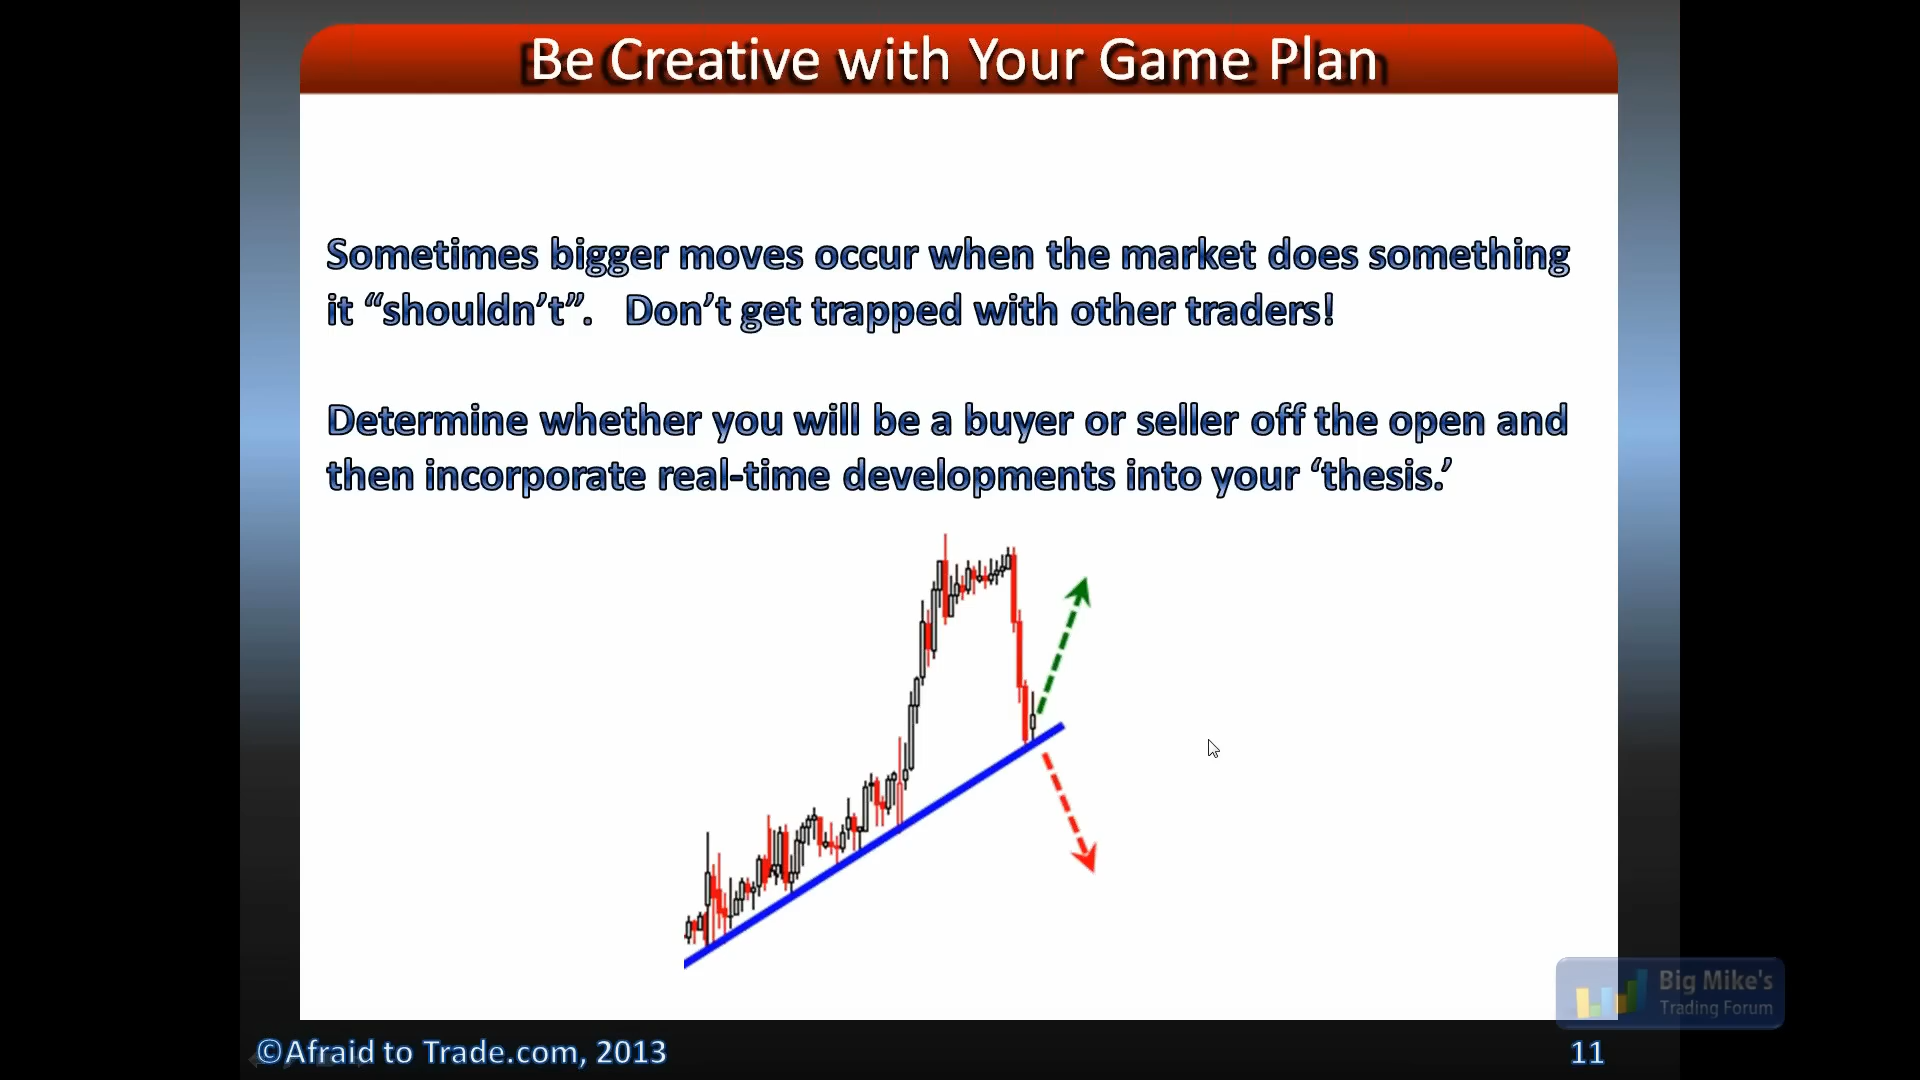 Be Creative with Your Game Plan
Sometimes bigger moves occur when the market does something
it “shouldn’t”. Don’t get trapped with other traders!
Determine whether you will be a buyer or seller off the open and
then incorporate real-time developments into your ‘thesis.’
Big Mike's
Trading Forum
©Afraid to Trade.com, 2013
11